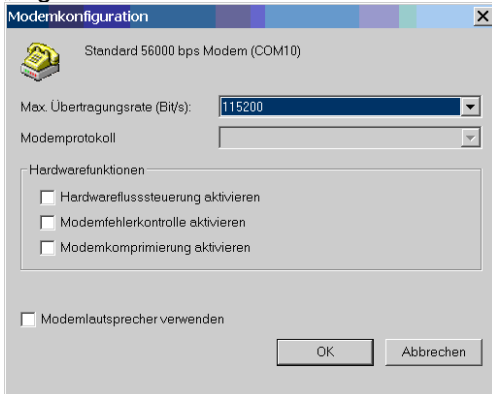 Modemkonfiguration
Standard 56000 bps Modem (COM10)
Max. Übertragungsrate (Bit/s): 115200
Modemprotokoll
Hardwarefunktionen
Hardwareflusssteuerung aktivieren
Modemfehlerkontrolle aktivieren
Modemkomprimierung aktivieren
Modemlautsprecher verwenden
OK Abbrechen